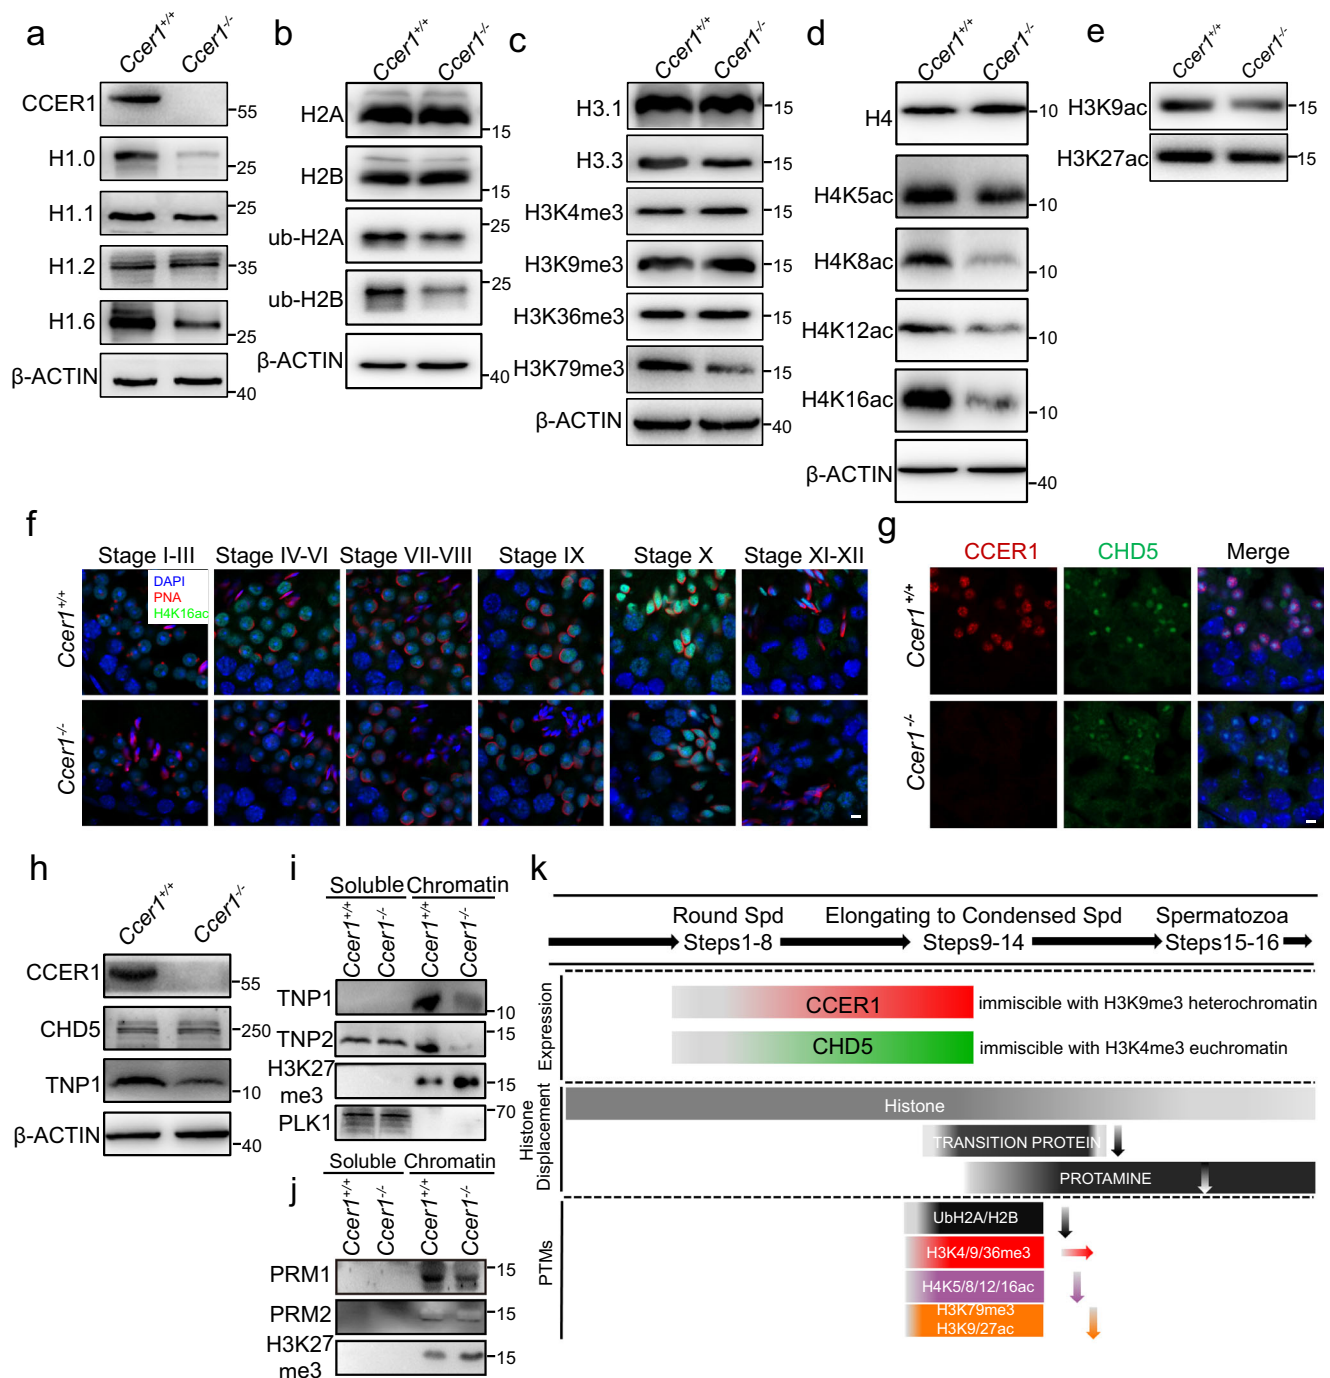 a
Ccer1+/+
Ccer1-/-
CCER1
55
H1.0
25
H1.1
25
H1.2
35
H1.6
25
β-ACTIN
40
b
Ccer1+/+
Ccer1-/-
H2A
15
H2B
15
ub-H2A
25
ub-H2B
25
β-ACTIN
40
c
Ccer1+/+
Ccer1-/-
H3.1
15
H3.3
15
H3K4me3
15
H3K9me3
15
H3K36me3
15
H3K79me3
15
β-ACTIN
40
d
Ccer1+/+
Ccer1-/-
H4
10
H4K5ac
10
H4K8ac
10
H4K12ac
10
H4K16ac
10
β-ACTIN
40
e
Ccer1+/+
Ccer1-/-
H3K9ac
15
H3K27ac
15
f
Stage I-III
Stage IV-VI
Stage VII-VIII
Stage IX
Stage X
Stage XI-XII
DAPI
PNA
H4K16ac
Ccer1+/+
Ccer1-/-
g
CCER1
CHD5
Merge
Ccer1+/+
Ccer1-/-
h
Ccer1+/+
Ccer1-/-
CCER1
55
CHD5
250
TNP1
10
β-ACTIN
40
i
Soluble
Chromatin
Ccer1+/+
Ccer1-/-
Ccer1+/+
Ccer1-/-
TNP1
10
TNP2
15
H3K27
me3
15
PLK1
70
j
Soluble
Chromatin
Ccer1+/+
Ccer1-/-
Ccer1+/+
Ccer1-/-
PRM1
15
PRM2
15
H3K27
me3
15
k
Round Spd
Steps1-8
Elongating to Condensed Spd
Steps9-14
Spermatozoa
Steps15-16
Expression
CCER1
immiscible with H3K9me3 heterochromatin
CHD5
immiscible with H3K4me3 euchromatin
Histone
Displacement
Histone
TRANSITION PROTEIN
PROTAMINE
PTMs
UbH2A/H2B
H3K4/9/36me3
H4K5/8/12/16ac
H3K79me3
H3K9/27ac